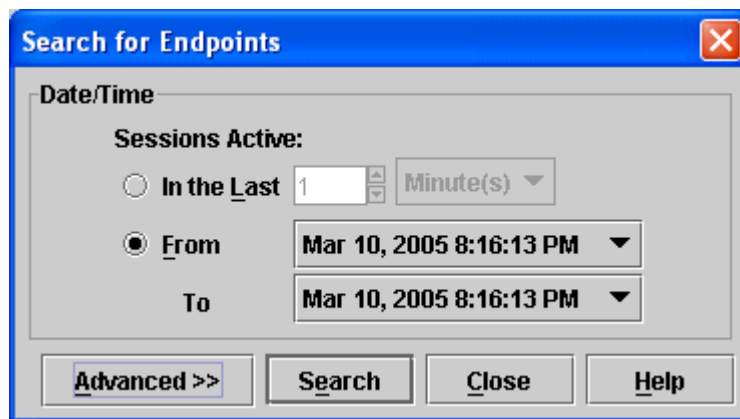 Search for Endpoints
Date/Time
Sessions Active:
In the Last 1 Minute(s)
From Mar 10, 2005 8:16:13 PM
To Mar 10, 2005 8:16:13 PM
Advanced >> Search Close Help